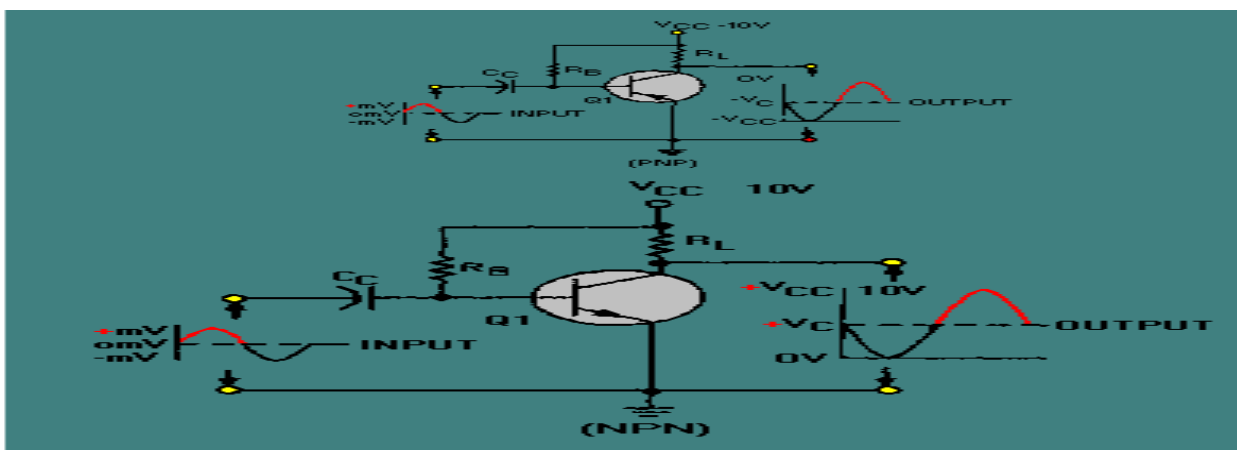 VCC -10V
RL
CC
RB
Q1
0V
+mV
0mV
-mV
INPUT
-VC
OUTPUT
-VCC
(PNP)
VCC 10V
RL
RB
CC
Q1
+VCC 10V
+mV
0mV
-mV
INPUT
+VC
OUTPUT
0V
(NPN)